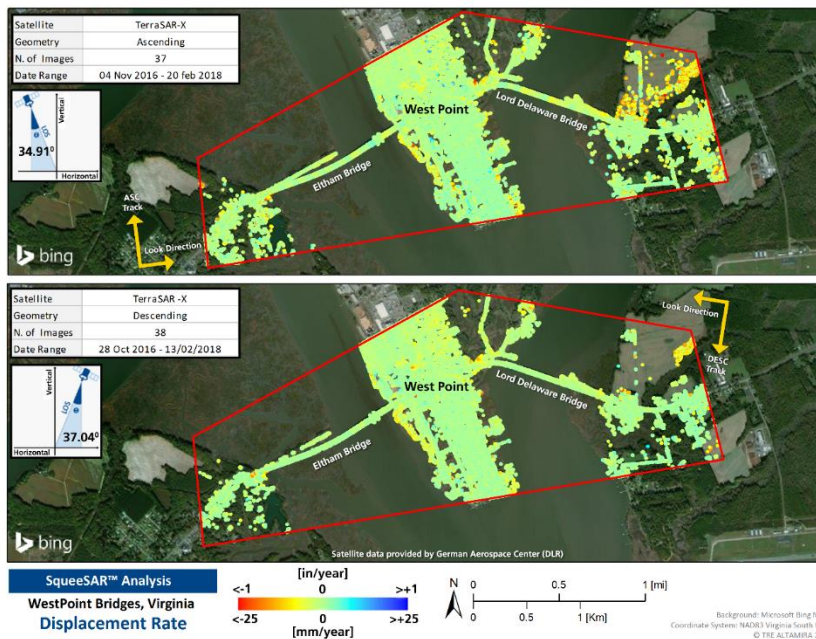 Satellite TerraSAR-X
Geometry Ascending
N. of Images 37
Date Range 04 Nov 2016 - 20 feb 2018
Vertical
LOS
θ
34.91⁰
Horizontal
ASC
Track
Look Direction
bing
Eltham Bridge
West Point
Lord Delaware Bridge
Satellite TerraSAR -X
Geometry Descending
N. of Images 38
Date Range 28 Oct 2016 - 13/02/2018
Vertical
LOS
θ
37.04⁰
Horizontal
Look Direction
DESC
Track
bing
Eltham Bridge
West Point
Lord Delaware Bridge
Satellite data provided by German Aerospace Center (DLR)
SqueeSAR™ Analysis
WestPoint Bridges, Virginia
Displacement Rate
[in/year]
<-1 0 >+1
<-25 0 >+25
[mm/year]
N
0 0.5 1 [mi]
0 0.5 1 [Km]
Background: Microsoft Bing
Coordinate System: NAD83 Virginia South
© TRE ALTAMIRA